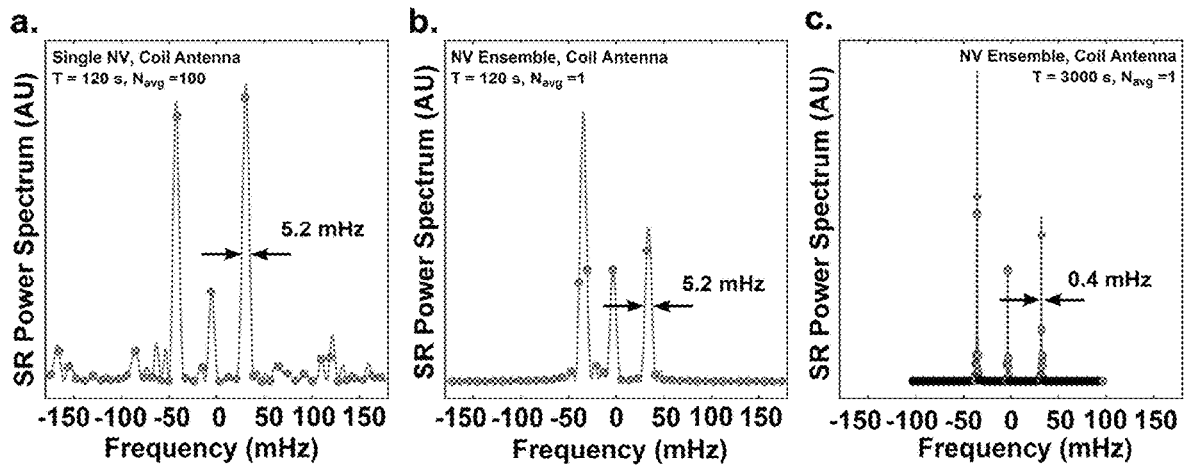 a.
Single NV, Coil Antenna
T = 120 s, Navg =100
SR Power Spectrum (AU)
5.2 mHz
-150 -100 -50 0 50 100 150
Frequency (mHz)
b.
NV Ensemble, Coil Antenna
T = 120 s, Navg =1
SR Power Spectrum (AU)
5.2 mHz
-150 -100 -50 0 50 100 150
Frequency (mHz)
c.
NV Ensemble, Coil Antenna
T = 3000 s, Navg =1
SR Power Spectrum (AU)
0.4 mHz
-150 -100 -50 0 50 100 150
Frequency (mHz)